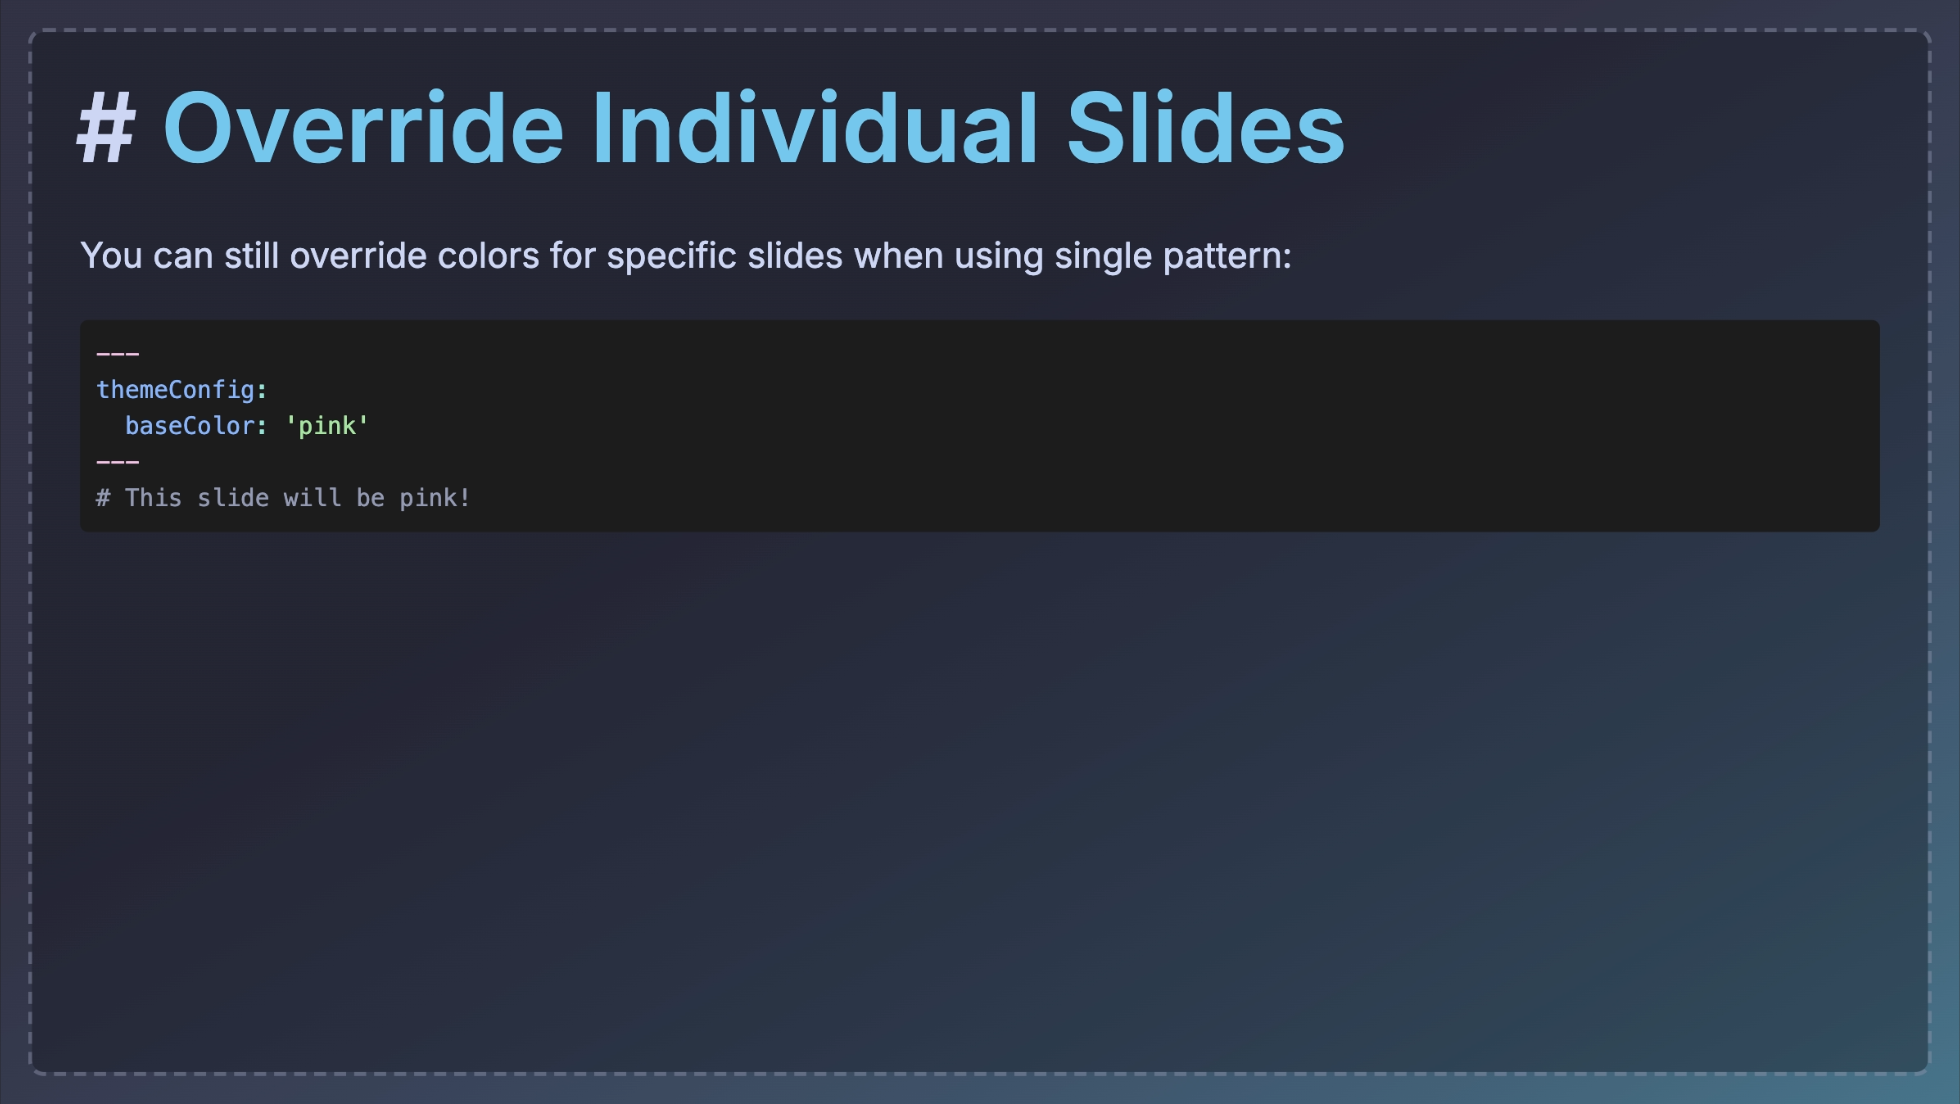 # Override Individual Slides
You can still override colors for specific slides when using single pattern:
---
themeConfig:
  baseColor: 'pink'
---
# This slide will be pink!